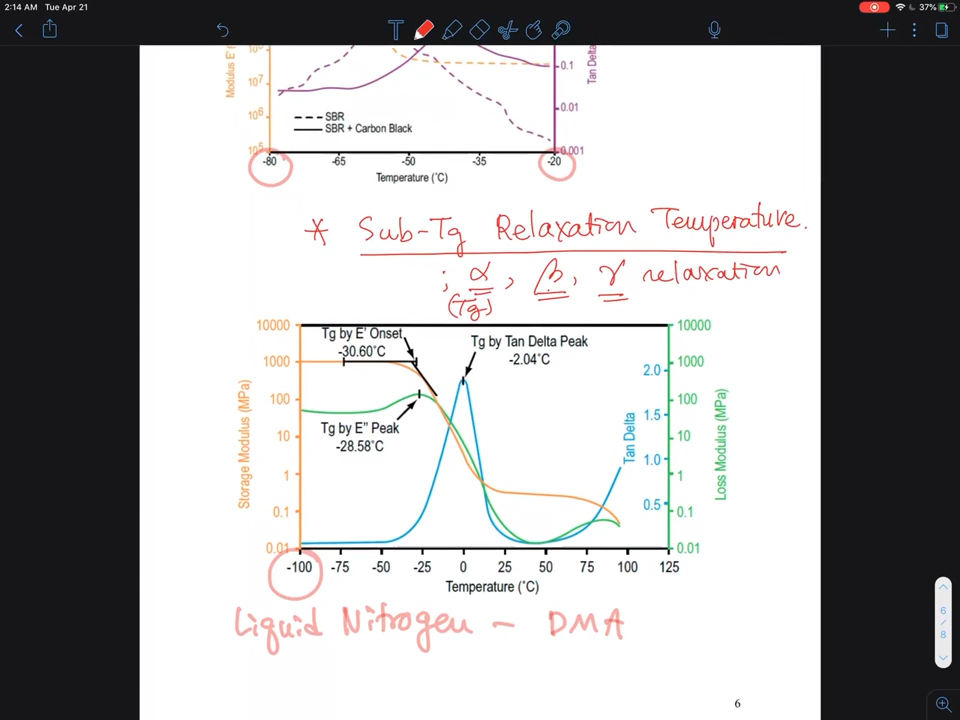 2:14 AM Tue Apr 21
37%
T
Modulus E'
Tan Delta
0.1
10⁷
0.01
10⁶
SBR
SBR + Carbon Black
10⁵
0.001
-80 -65 -50 -35 -20
Temperature (˚C)
* Sub-Tg Relaxation Temperature.
; α, β, γ relaxation
(Tg)
10000 Tg by E' Onset 10000
-30.60˚C
Tg by Tan Delta Peak
-2.04˚C
1000 2.0 1000
100 1.5 100
Tg by E" Peak
-28.58˚C
10 10
1 1.0 1
0.1 0.5 0.1
0.01 0.01
Storage Modulus (MPa)
Tan Delta
Loss Modulus (MPa)
-100 -75 -50 -25 0 25 50 75 100 125
Temperature (˚C)
Liquid Nitrogen – DMA
6
/
8
6